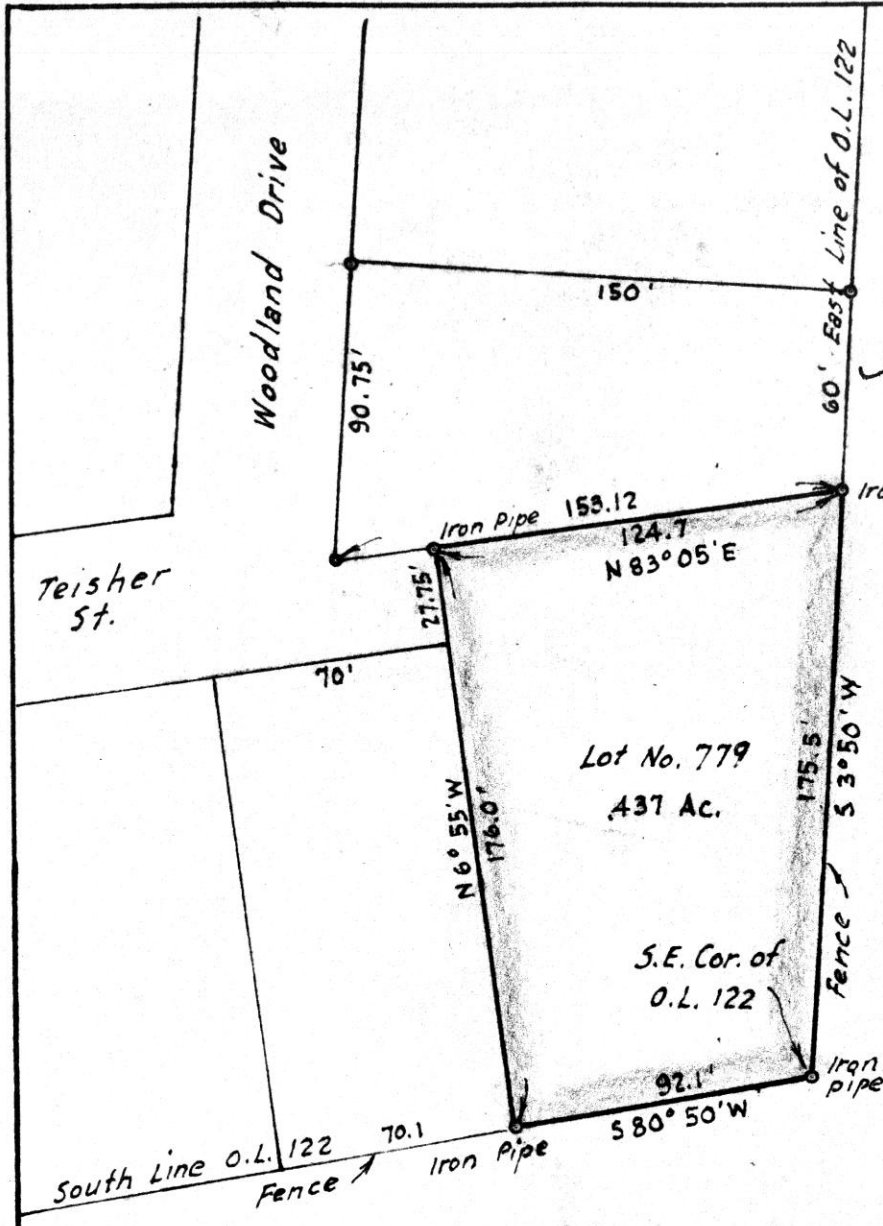 Woodland Drive
60' East Line of O.L. 122
150'
90.75'
Iron Pipe
153.12
124.7
N 83° 05' E
Teisher
St.
27.75'
70'
Lot No. 779
.437 Ac.
N 6° 55' W
176.0'
175.5'
S 3° 50' W
Fence
S.E. Cor. of
O.L. 122
Iron
pipe
92.1'
S 80° 50' W
South Line O.L. 122
70.1
Fence
Iron Pipe